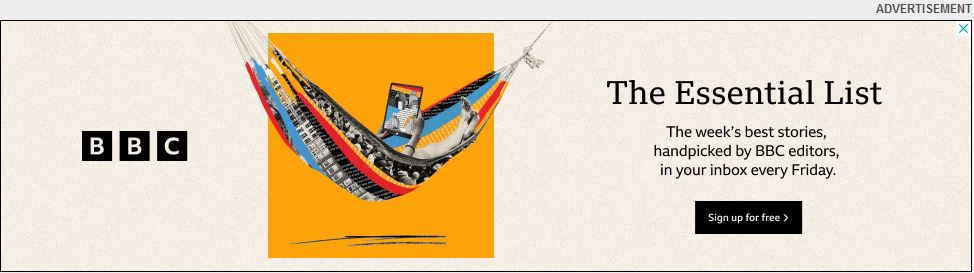 ADVERTISEMENT
BBC
The Essential List
The week's best stories,
handpicked by BBC editors,
in your inbox every Friday.
Sign up for free >